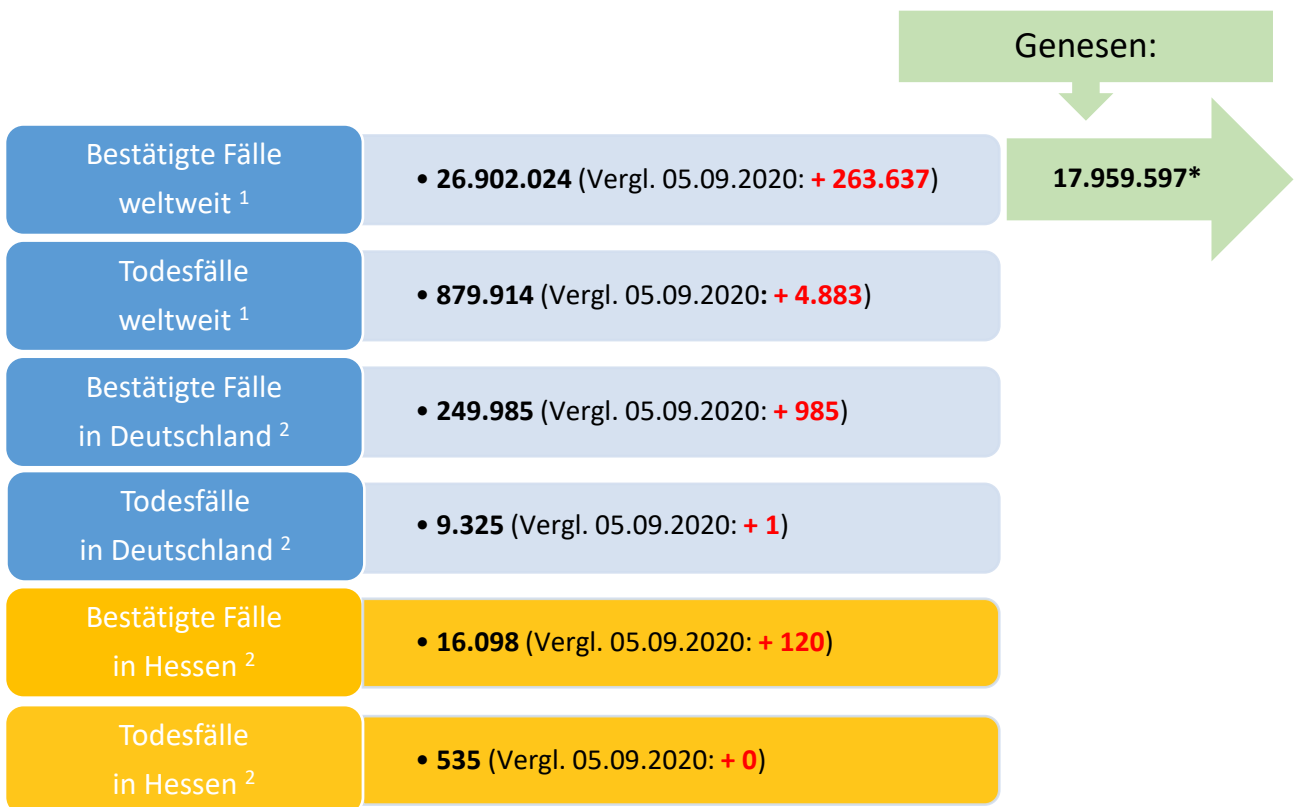 Genesen:
Bestätigte Fälle
weltweit ¹
• 26.902.024 (Vergl. 05.09.2020: + 263.637)
17.959.597*
Todesfälle
weltweit ¹
• 879.914 (Vergl. 05.09.2020: + 4.883)
Bestätigte Fälle
in Deutschland ²
• 249.985 (Vergl. 05.09.2020: + 985)
Todesfälle
in Deutschland ²
• 9.325 (Vergl. 05.09.2020: + 1)
Bestätigte Fälle
in Hessen ²
• 16.098 (Vergl. 05.09.2020: + 120)
Todesfälle
in Hessen ²
• 535 (Vergl. 05.09.2020: + 0)